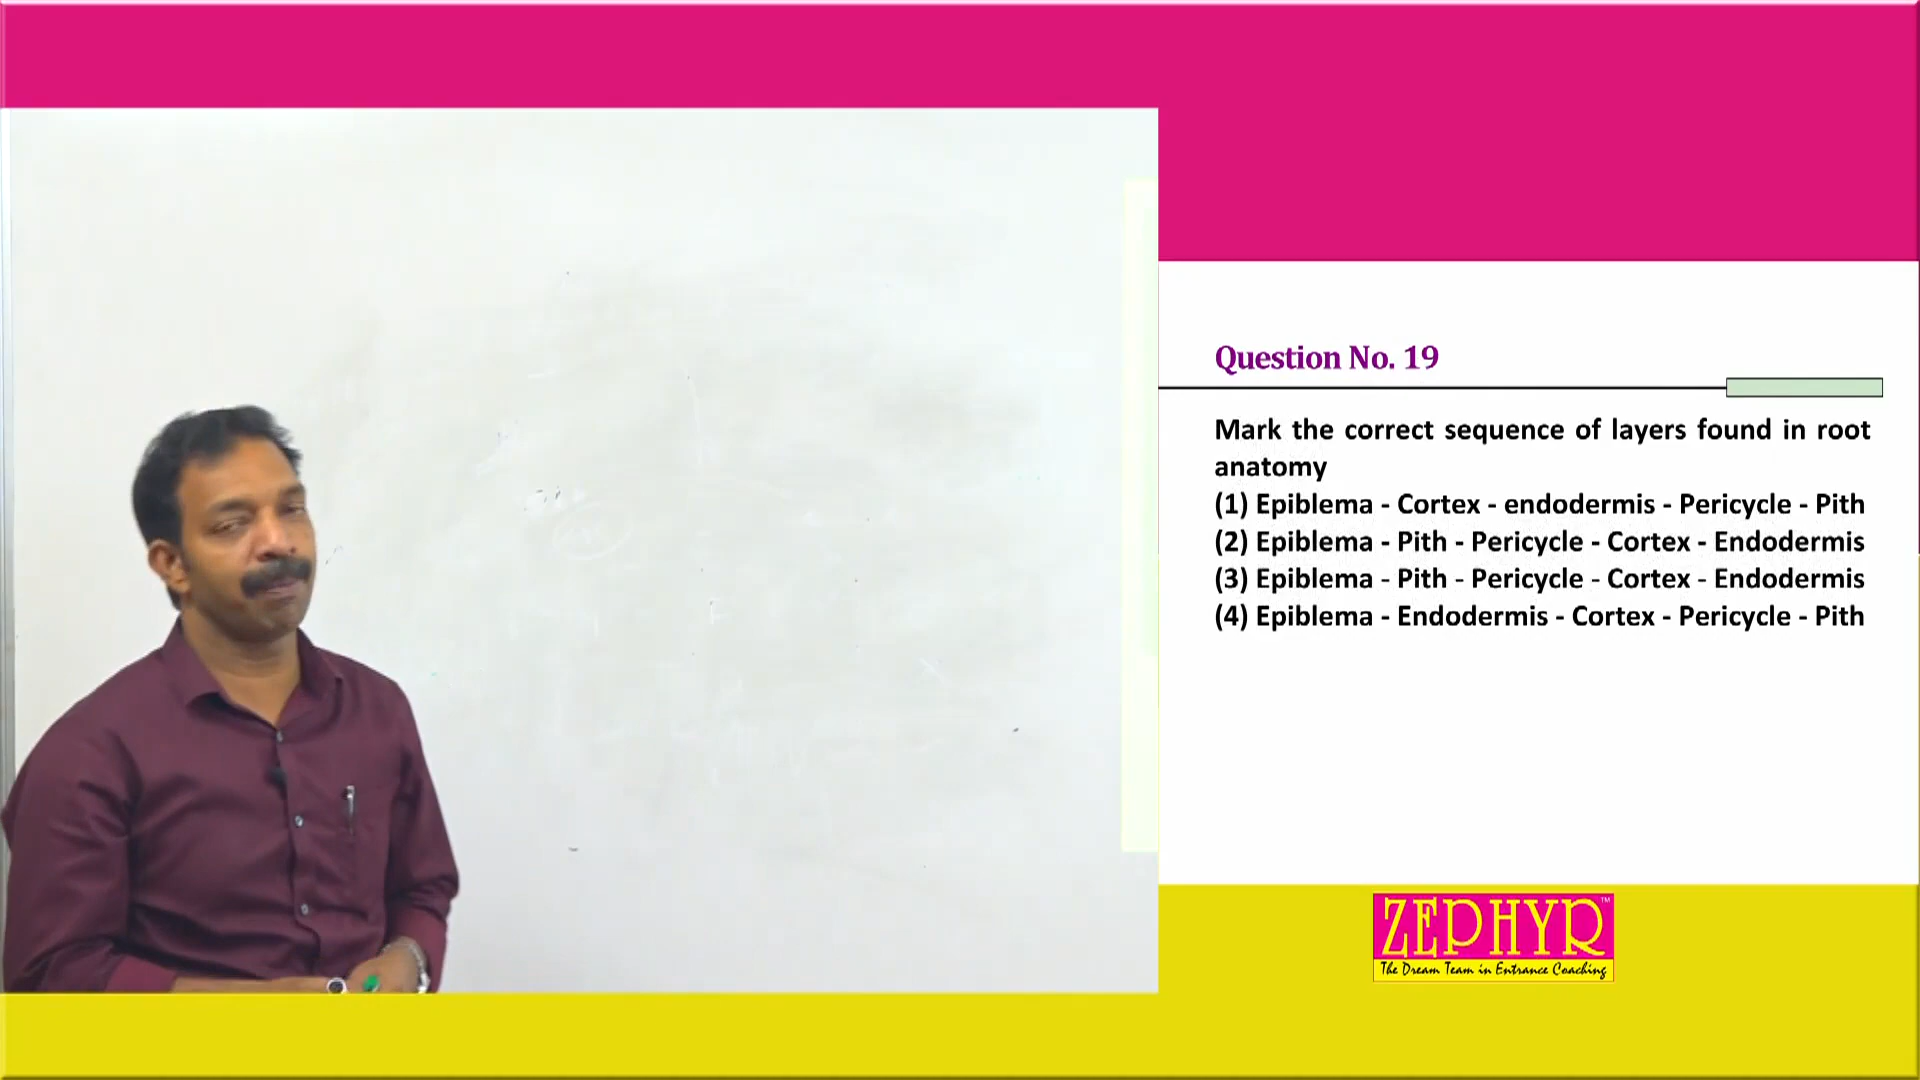 Question No. 19
Mark the correct sequence of layers found in root
anatomy
(1) Epiblema - Cortex - endodermis - Pericycle - Pith
(2) Epiblema - Pith - Pericycle - Cortex - Endodermis
(3) Epiblema - Pith - Pericycle - Cortex - Endodermis
(4) Epiblema - Endodermis - Cortex - Pericycle - Pith
ZEPHYR™
The Dream Team in Entrance Coaching